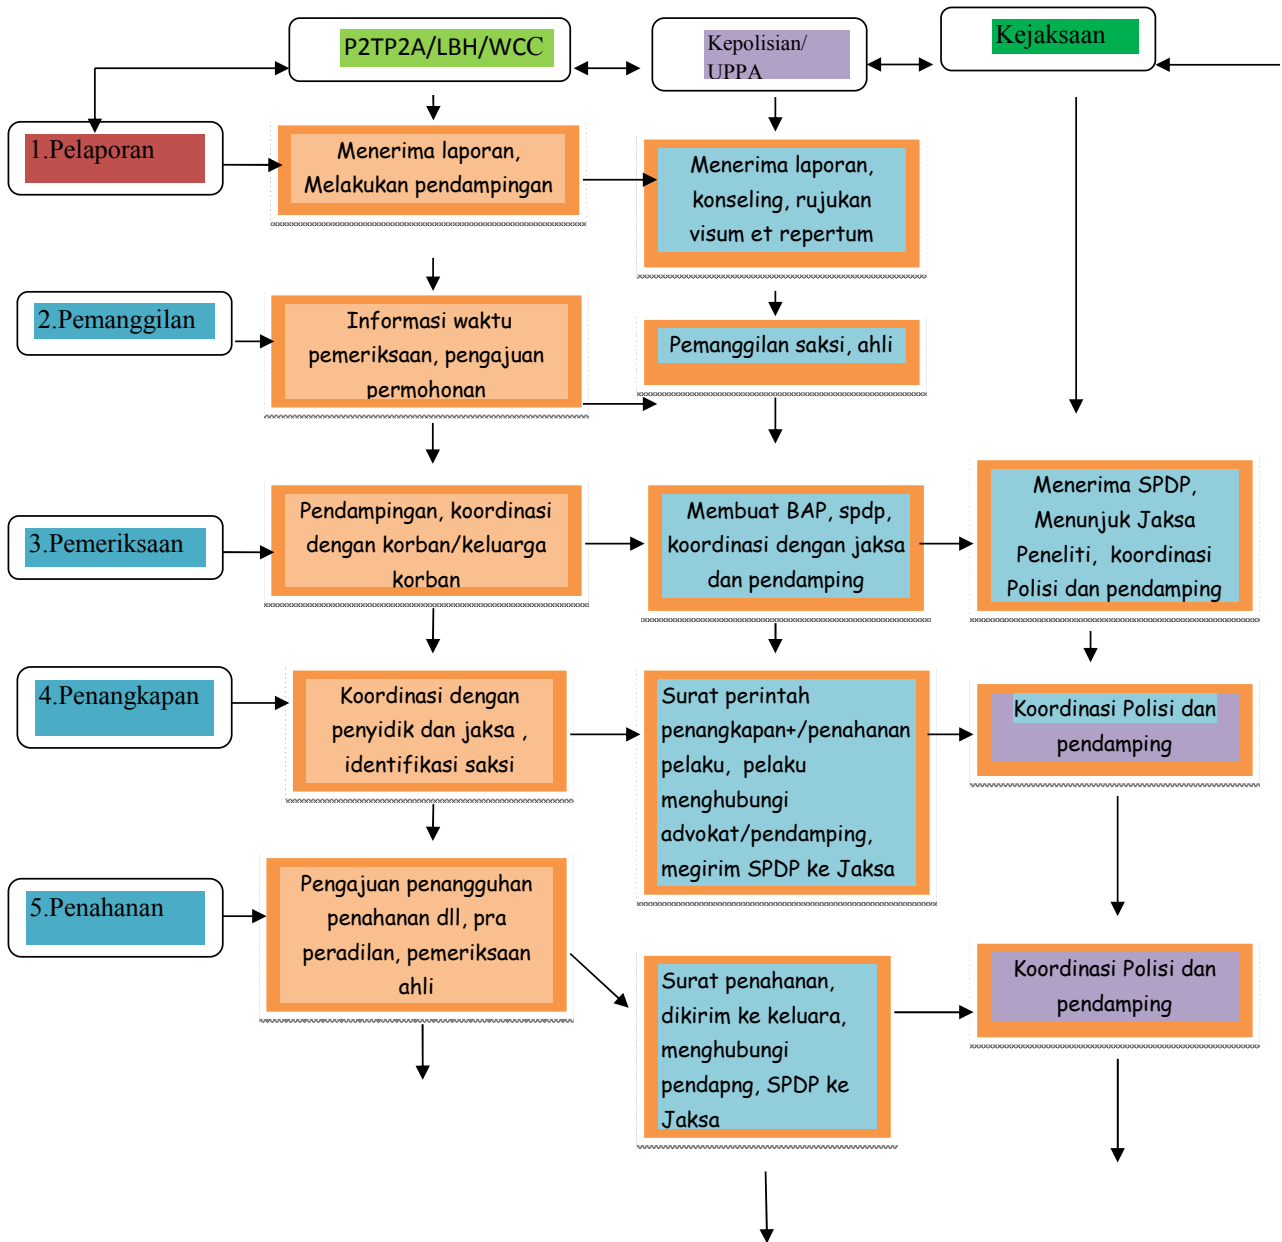 P2TP2A/LBH/WCC
Kepolisian/
UPPA
Kejaksaan
1.Pelaporan
Menerima laporan,
Melakukan pendampingan
Menerima laporan,
konseling, rujukan
visum et repertum
2.Pemanggilan
Informasi waktu
pemeriksaan, pengajuan
permohonan
Pemanggilan saksi, ahli
3.Pemeriksaan
Pendampingan, koordinasi
dengan korban/keluarga
korban
Membuat BAP, spdp,
koordinasi dengan jaksa
dan pendamping
Menerima SPDP,
Menunjuk Jaksa
Peneliti, koordinasi
Polisi dan pendamping
4.Penangkapan
Koordinasi dengan
penyidik dan jaksa ,
identifikasi saksi
Surat perintah
penangkapan+/penahanan
pelaku, pelaku
menghubungi
advokat/pendamping,
megirim SPDP ke Jaksa
Koordinasi Polisi dan
pendamping
5.Penahanan
Pengajuan penangguhan
penahanan dll, pra
peradilan, pemeriksaan
ahli
Surat penahanan,
dikirim ke keluara,
menghubungi
pendapng, SPDP ke
Jaksa
Koordinasi Polisi dan
pendamping